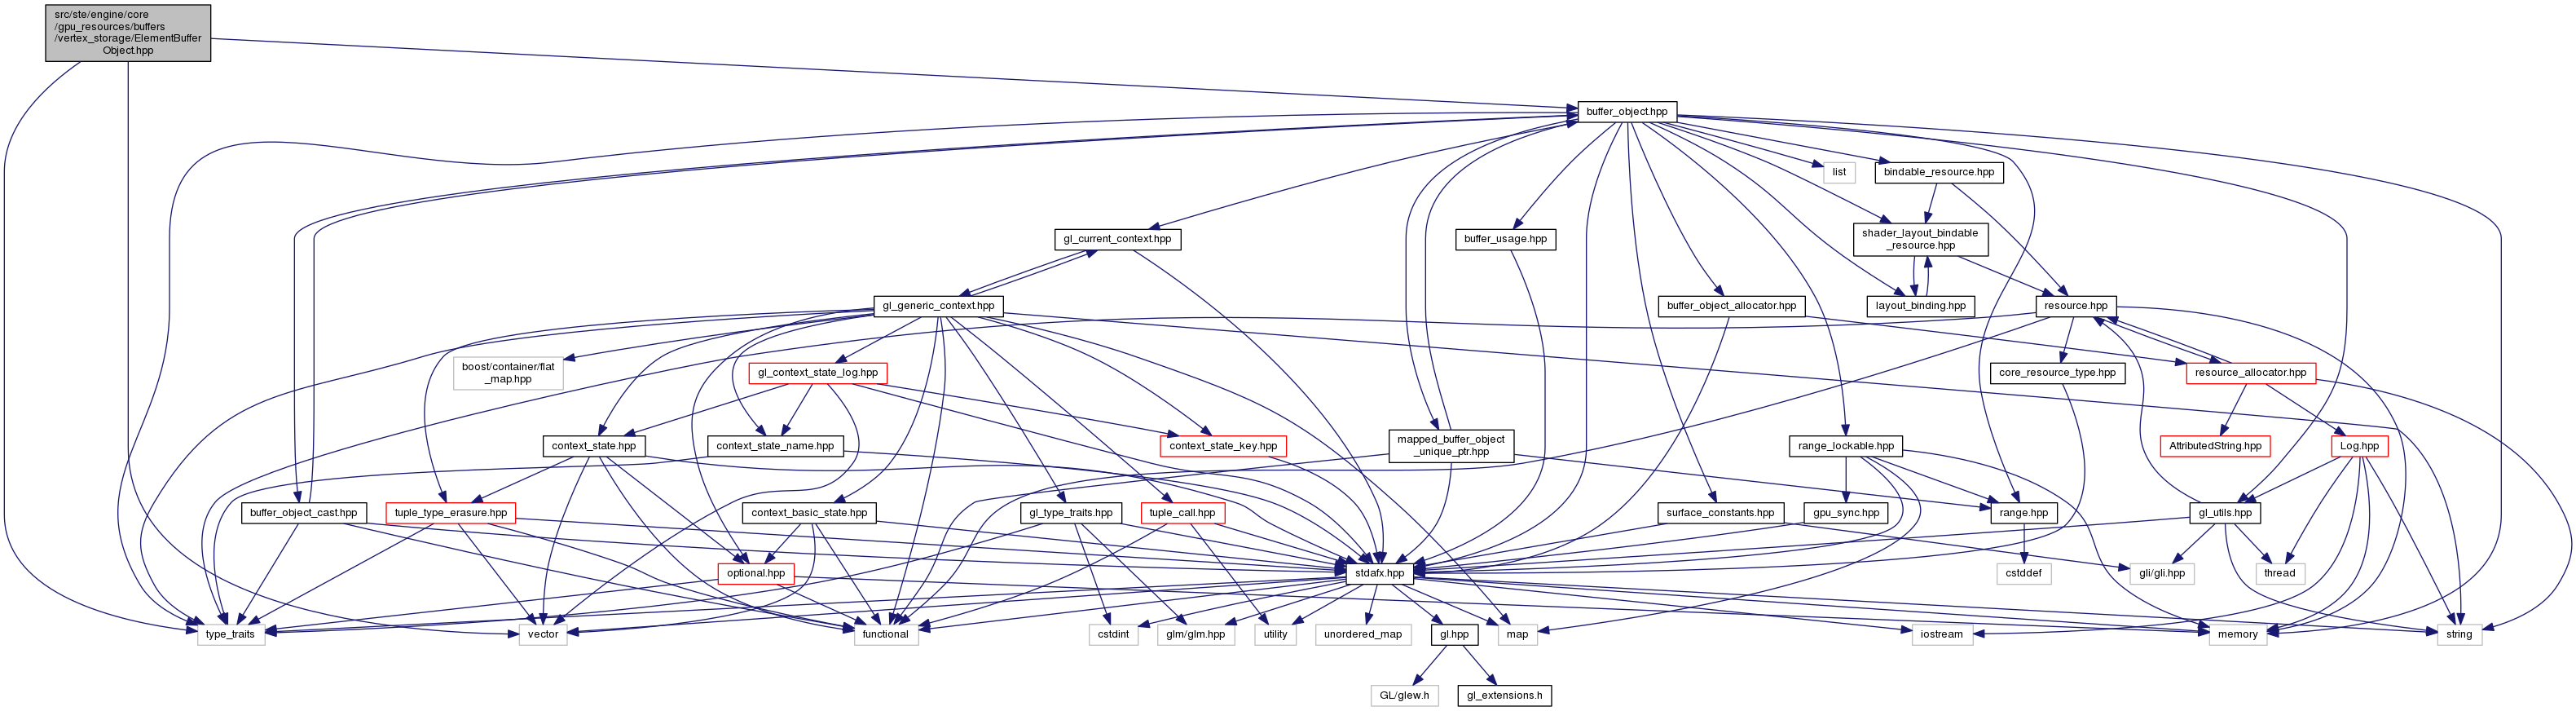 src/ste/engine/core
/gpu_resources/buffers
/vertex_storage/ElementBuffer
Object.hpp
buffer_object.hpp
list
bindable_resource.hpp
gl_current_context.hpp
buffer_usage.hpp
shader_layout_bindable
_resource.hpp
gl_generic_context.hpp
buffer_object_allocator.hpp
layout_binding.hpp
resource.hpp
boost/container/flat
_map.hpp
gl_context_state_log.hpp
core_resource_type.hpp
resource_allocator.hpp
context_state.hpp
context_state_name.hpp
context_state_key.hpp
mapped_buffer_object
_unique_ptr.hpp
range_lockable.hpp
AttributedString.hpp
Log.hpp
buffer_object_cast.hpp
tuple_type_erasure.hpp
context_basic_state.hpp
gl_type_traits.hpp
tuple_call.hpp
surface_constants.hpp
gpu_sync.hpp
range.hpp
gl_utils.hpp
optional.hpp
stdafx.hpp
cstddef
gli/gli.hpp
thread
type_traits
vector
functional
cstdint
glm/glm.hpp
utility
unordered_map
gl.hpp
map
iostream
memory
string
GL/glew.h
gl_extensions.h